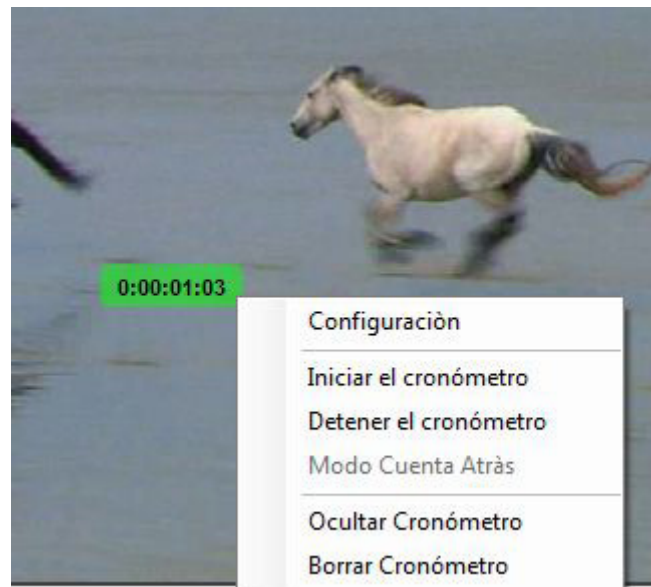 0:00:01:03
Configuraciòn
Iniciar el cronómetro
Detener el cronómetro
Modo Cuenta Atràs
Ocultar Cronómetro
Borrar Cronómetro